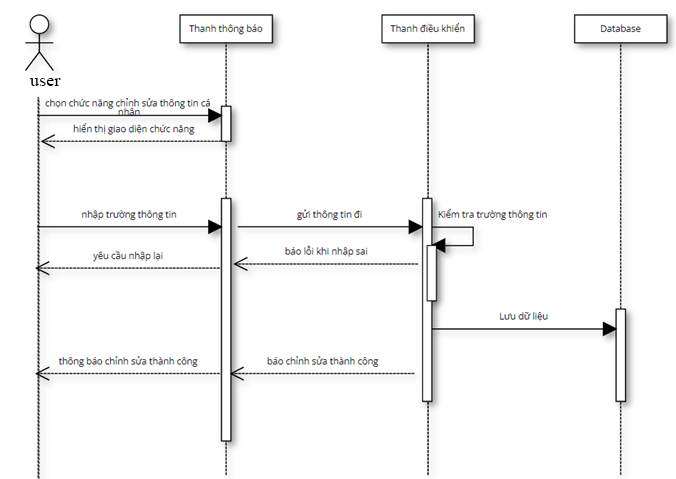 Thanh thông báo
Thanh điều khiển
Database
user
chọn chức năng chỉnh sửa thông tin cá
nhân
hiển thị giao diện chức năng
nhập trường thông tin
gửi thông tin đi
Kiểm tra trường thông tin
báo lỗi khi nhập sai
yêu cầu nhập lại
Lưu dữ liệu
thông báo chỉnh sửa thành công
báo chỉnh sửa thành công